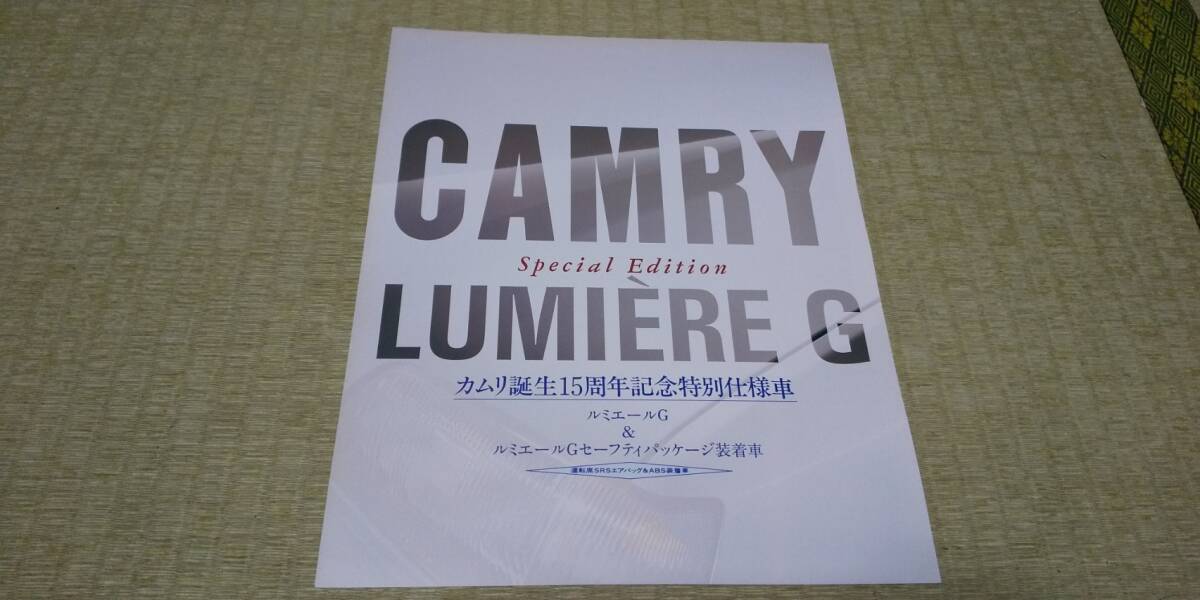 CAMRY
Special Edition
LUMIÈRE G
カムリ誕生15周年記念特別仕様車
ルミエールG
&
ルミエールGセーフティパッケージ装着車
運転席SRSエアバッグ&ABS装着車